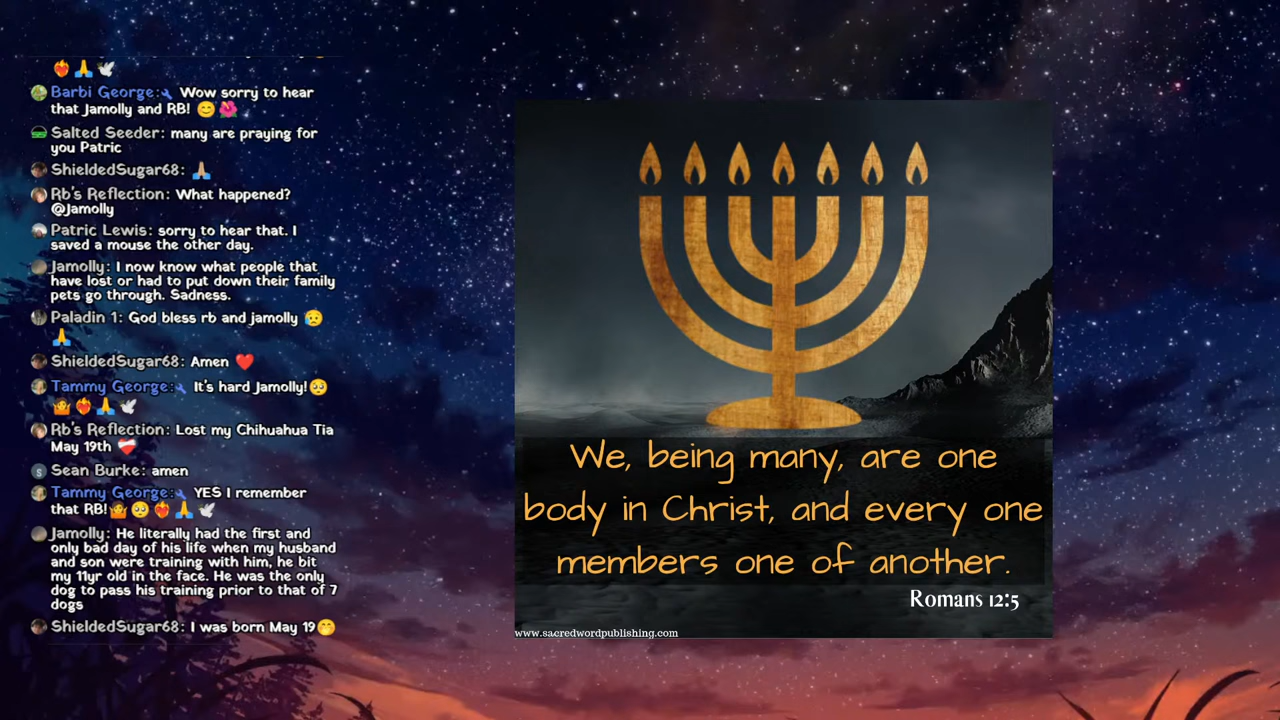 ❤️‍🔥🙏🕊️
Barbi George:🔧 Wow sorry to hear
that Jamolly and RB! 😊🌺
Salted Seeder: many are praying for
you Patric
ShieldedSugar68: 🙏🏼
Rb's Reflection: What happened?
@Jamolly
Patric Lewis: sorry to hear that. I
saved a mouse the other day.
Jamolly: I now know what people that
have lost or had to put down their family
pets go through. Sadness.
Paladin 1: God bless rb and jamolly 😥
🙏
ShieldedSugar68: Amen ❤️
Tammy George:🔧 It's hard Jamolly!🥺
🤷❤️‍🔥🙏🕊️
Rb's Reflection: Lost my Chihuahua Tia
May 19th ❤️‍🩹
S
Sean Burke: amen
Tammy George:🔧 YES I remember
that RB!🤷🥺❤️‍🔥🙏🕊️
Jamolly: He literally had the first and
only bad day of his life when my husband
and son were training with him, he bit
my 11yr old in the face. He was the only
dog to pass his training prior to that of 7
dogs
ShieldedSugar68: I was born May 19🤭
We, being many, are one
body in Christ, and every one
members one of another.
Romans 12:5
www.sacredwordpublishing.com